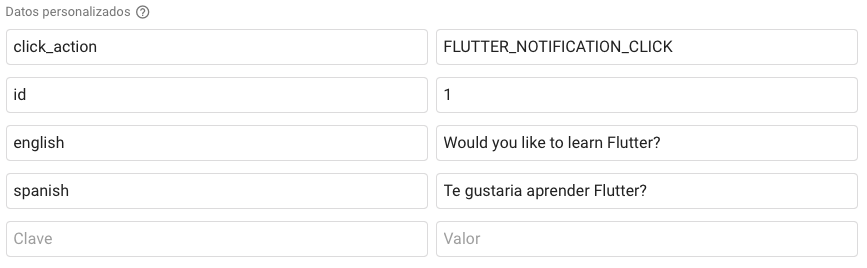 Datos personalizados
click_action FLUTTER_NOTIFICATION_CLICK
id 1
english Would you like to learn Flutter?
spanish Te gustaria aprender Flutter?
Clave Valor